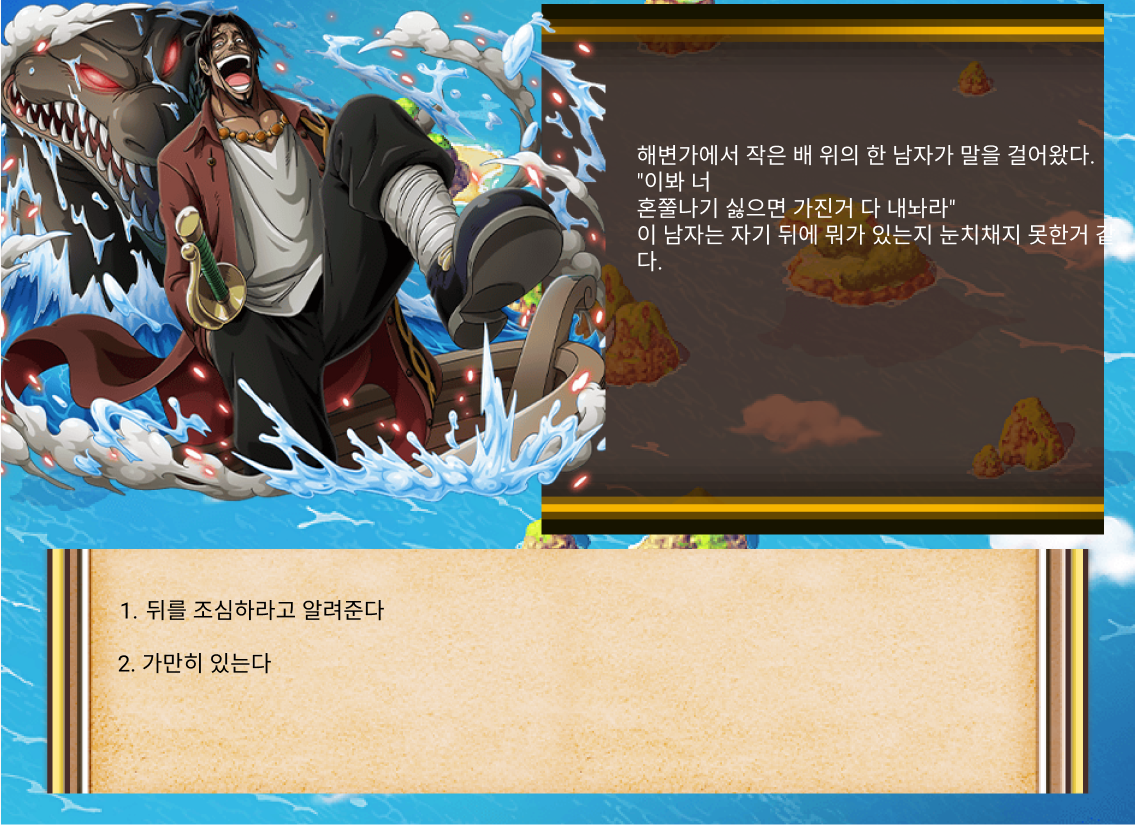 해변가에서 작은 배 위의 한 남자가 말을 걸어왔다.
"이봐 너
혼쭐나기 싫으면 가진거 다 내놔라"
이 남자는 자기 뒤에 뭐가 있는지 눈치채지 못한거 같
다.
1. 뒤를 조심하라고 알려준다
2. 가만히 있는다